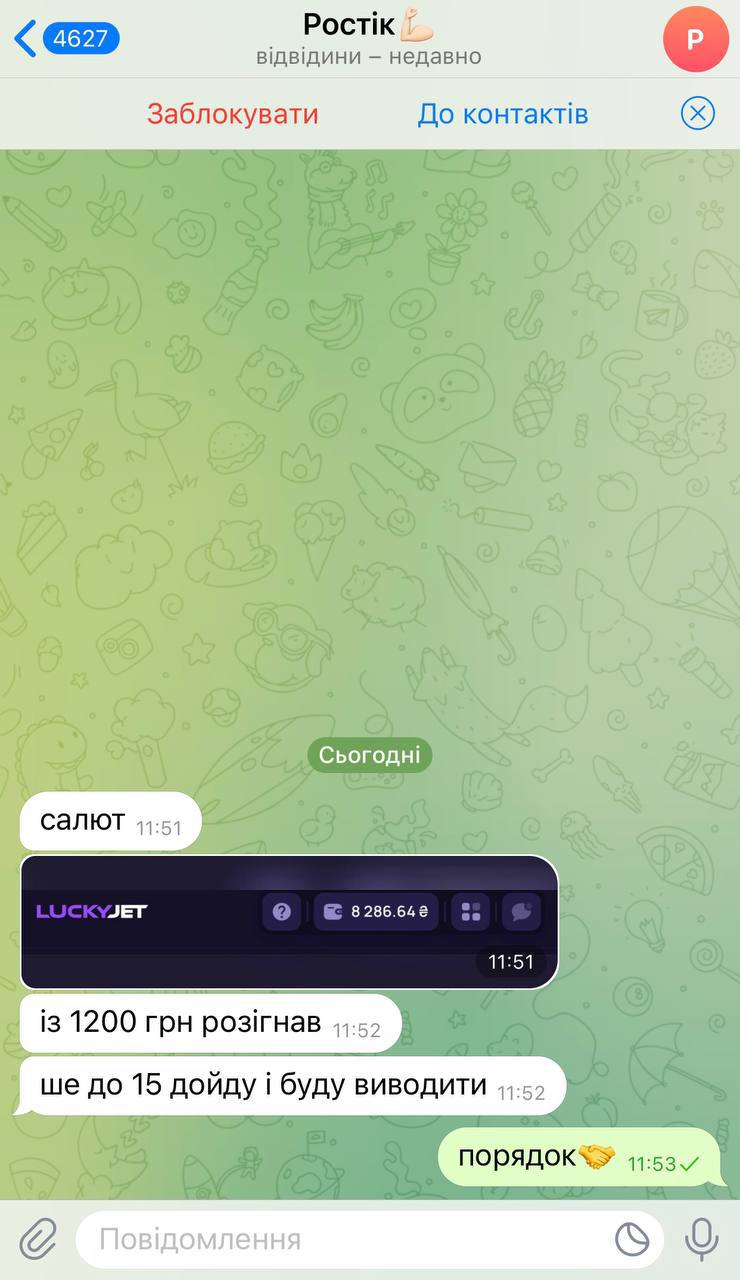 4627
Ростік💪🏻
відвідини – недавно
Р
Заблокувати
До контактів
Сьогодні
салют 11:51
LUCKYJET
8 286.64 ₴
11:51
із 1200 грн розігнав 11:52
ше до 15 дойду і буду виводити 11:52
порядок🤝 11:53
Повідомлення